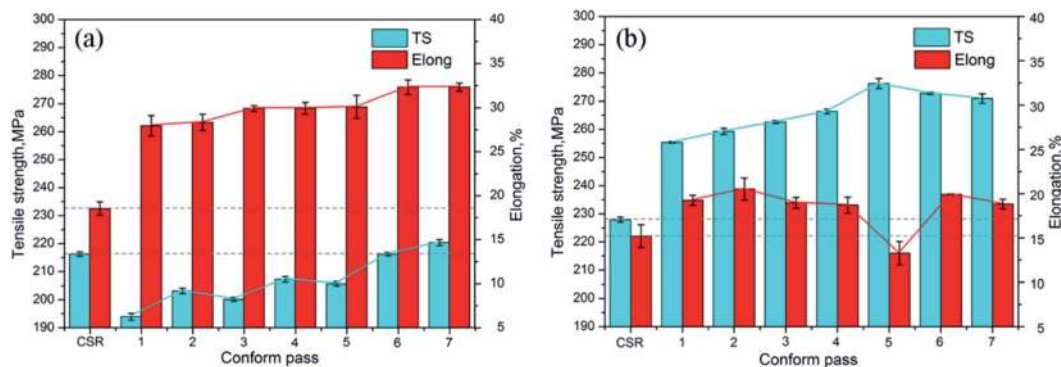 (a)
TS
Elong
Tensile strength,MPa
300
290
280
270
260
250
240
230
220
210
200
190
40
35
30
25
20
15
10
5
Elongation,%
CSR 1 2 3 4 5 6 7
Conform pass
(b)
TS
Elong
Tensile strength,MPa
300
290
280
270
260
250
240
230
220
210
200
190
40
35
30
25
20
15
10
5
Elongation,%
CSR 1 2 3 4 5 6 7
Conform pass